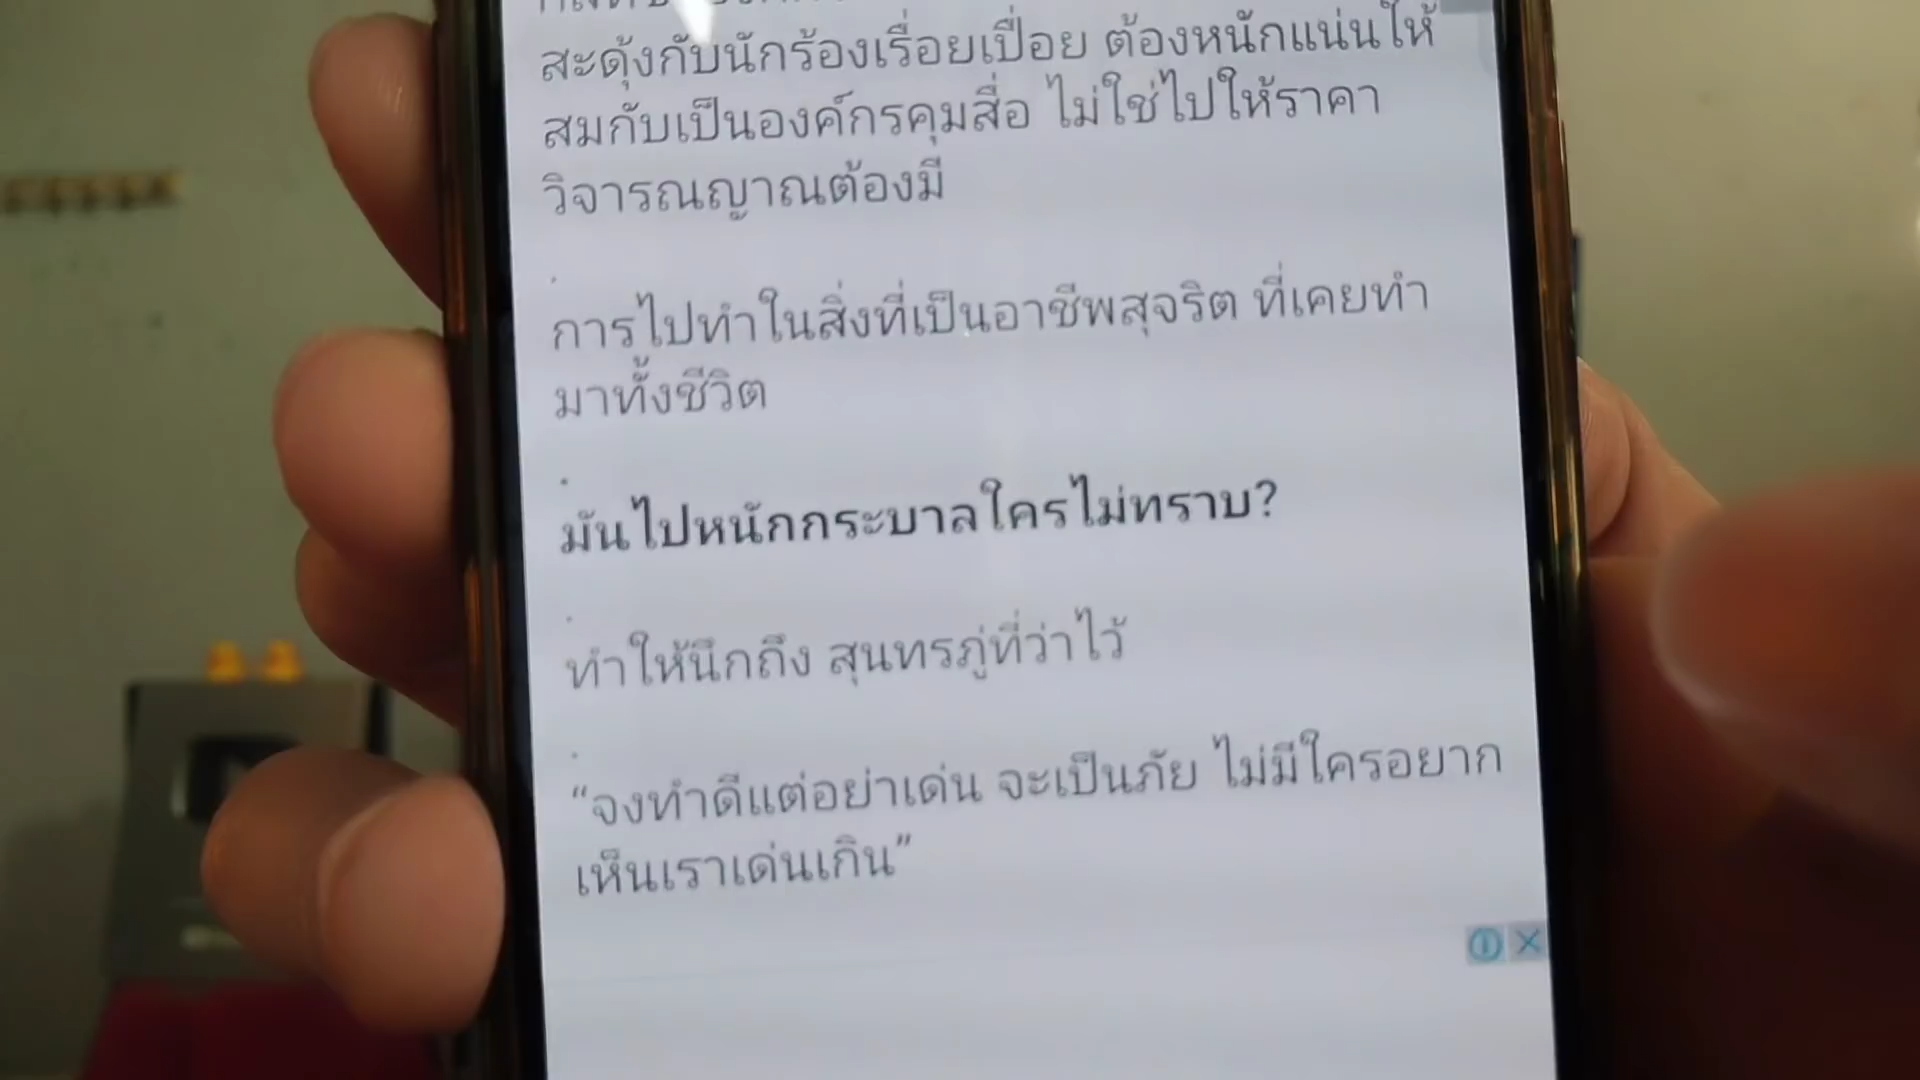 สะดุ้งกับนักร้องเรื่อยเปื่อย ต้องหนักแน่นให้
สมกับเป็นองค์กรคุมสื่อ ไม่ใช่ไปให้ราคา
วิจารณญาณต้องมี
.
การไปทำในสิ่งที่เป็นอาชีพสุจริต ที่เคยทำ
มาทั้งชีวิต
.
มันไปหนักกระบาลใครไม่ทราบ?
.
ทำให้นึกถึง สุนทรภู่ที่ว่าไว้
.
“จงทำดีแต่อย่าเด่น จะเป็นภัย ไม่มีใครอยาก
เห็นเราเด่นเกิน”